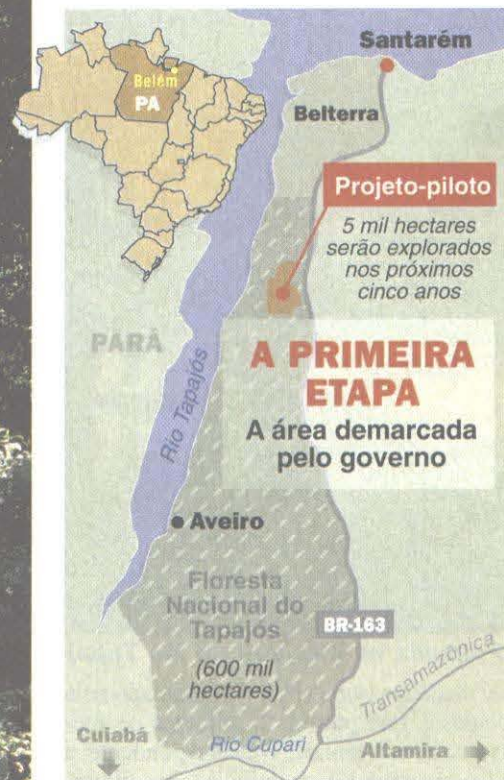 Belém
PA
Santarém
Belterra
Projeto-piloto
5 mil hectares
serão explorados
nos próximos
cinco anos
PARÁ
Rio Tapajós
A PRIMEIRA
ETAPA
A área demarcada
pelo governo
Aveiro
Floresta
Nacional do
Tapajós
(600 mil
hectares)
BR-163
Transamazônica
Cuiabá
Rio Cupari
Altamira